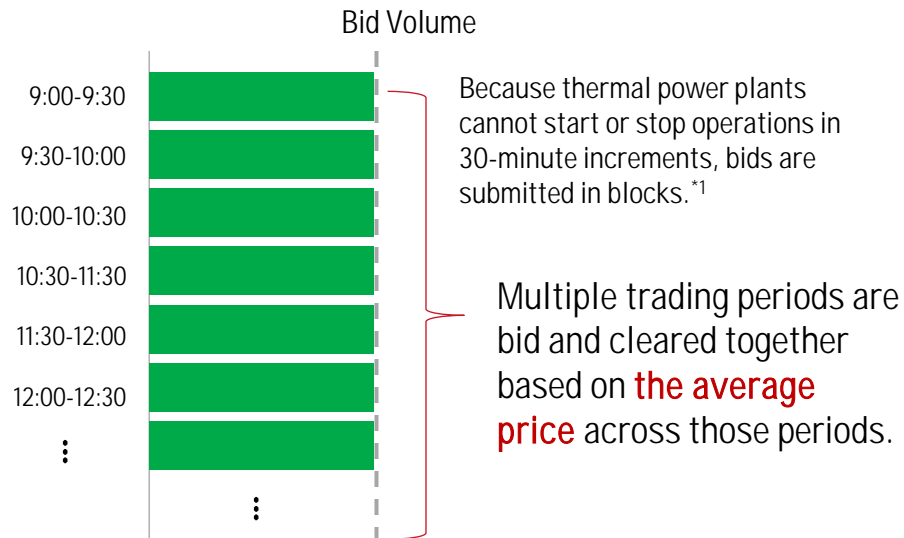 Bid Volume
9:00-9:30
9:30-10:00
10:00-10:30
10:30-11:30
11:30-12:00
12:00-12:30
Because thermal power plants
cannot start or stop operations in
30-minute increments, bids are
submitted in blocks.*1
Multiple trading periods are
bid and cleared together
based on the average
price across those periods.